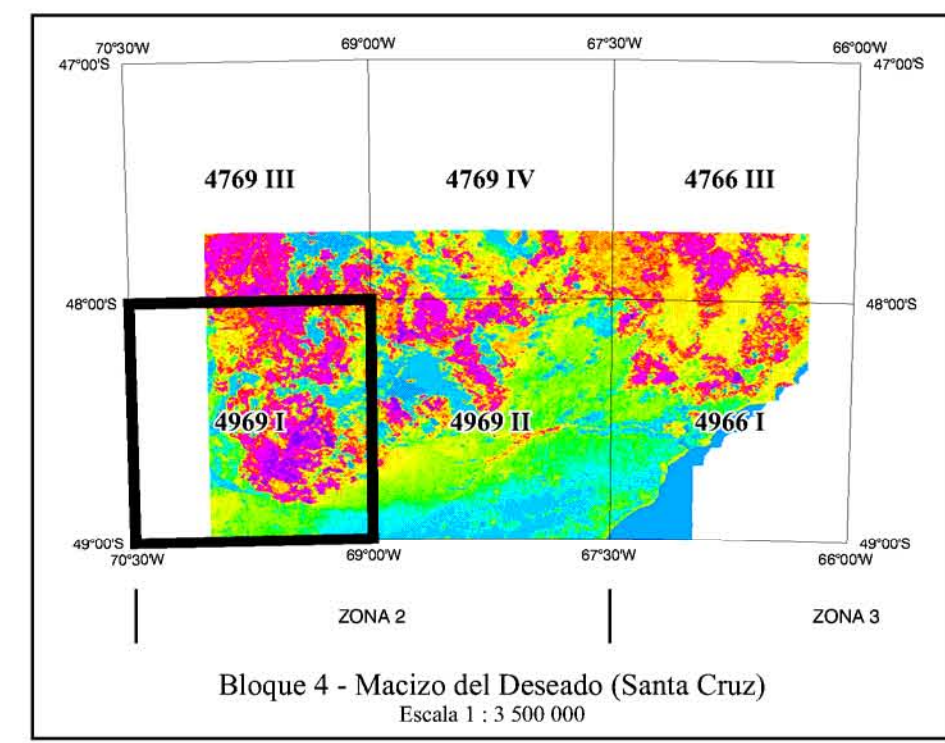 70°30'W 69°00'W 67°30'W 66°00'W
47°00'S 47°00'S
4769 III 4769 IV 4766 III
48°00'S 48°00'S
4969 I 4969 II 4966 I
49°00'S 49°00'S
70°30'W 69°00'W 67°30'W 66°00'W
ZONA 2 ZONA 3
Bloque 4 - Macizo del Deseado (Santa Cruz)
Escala 1 : 3 500 000